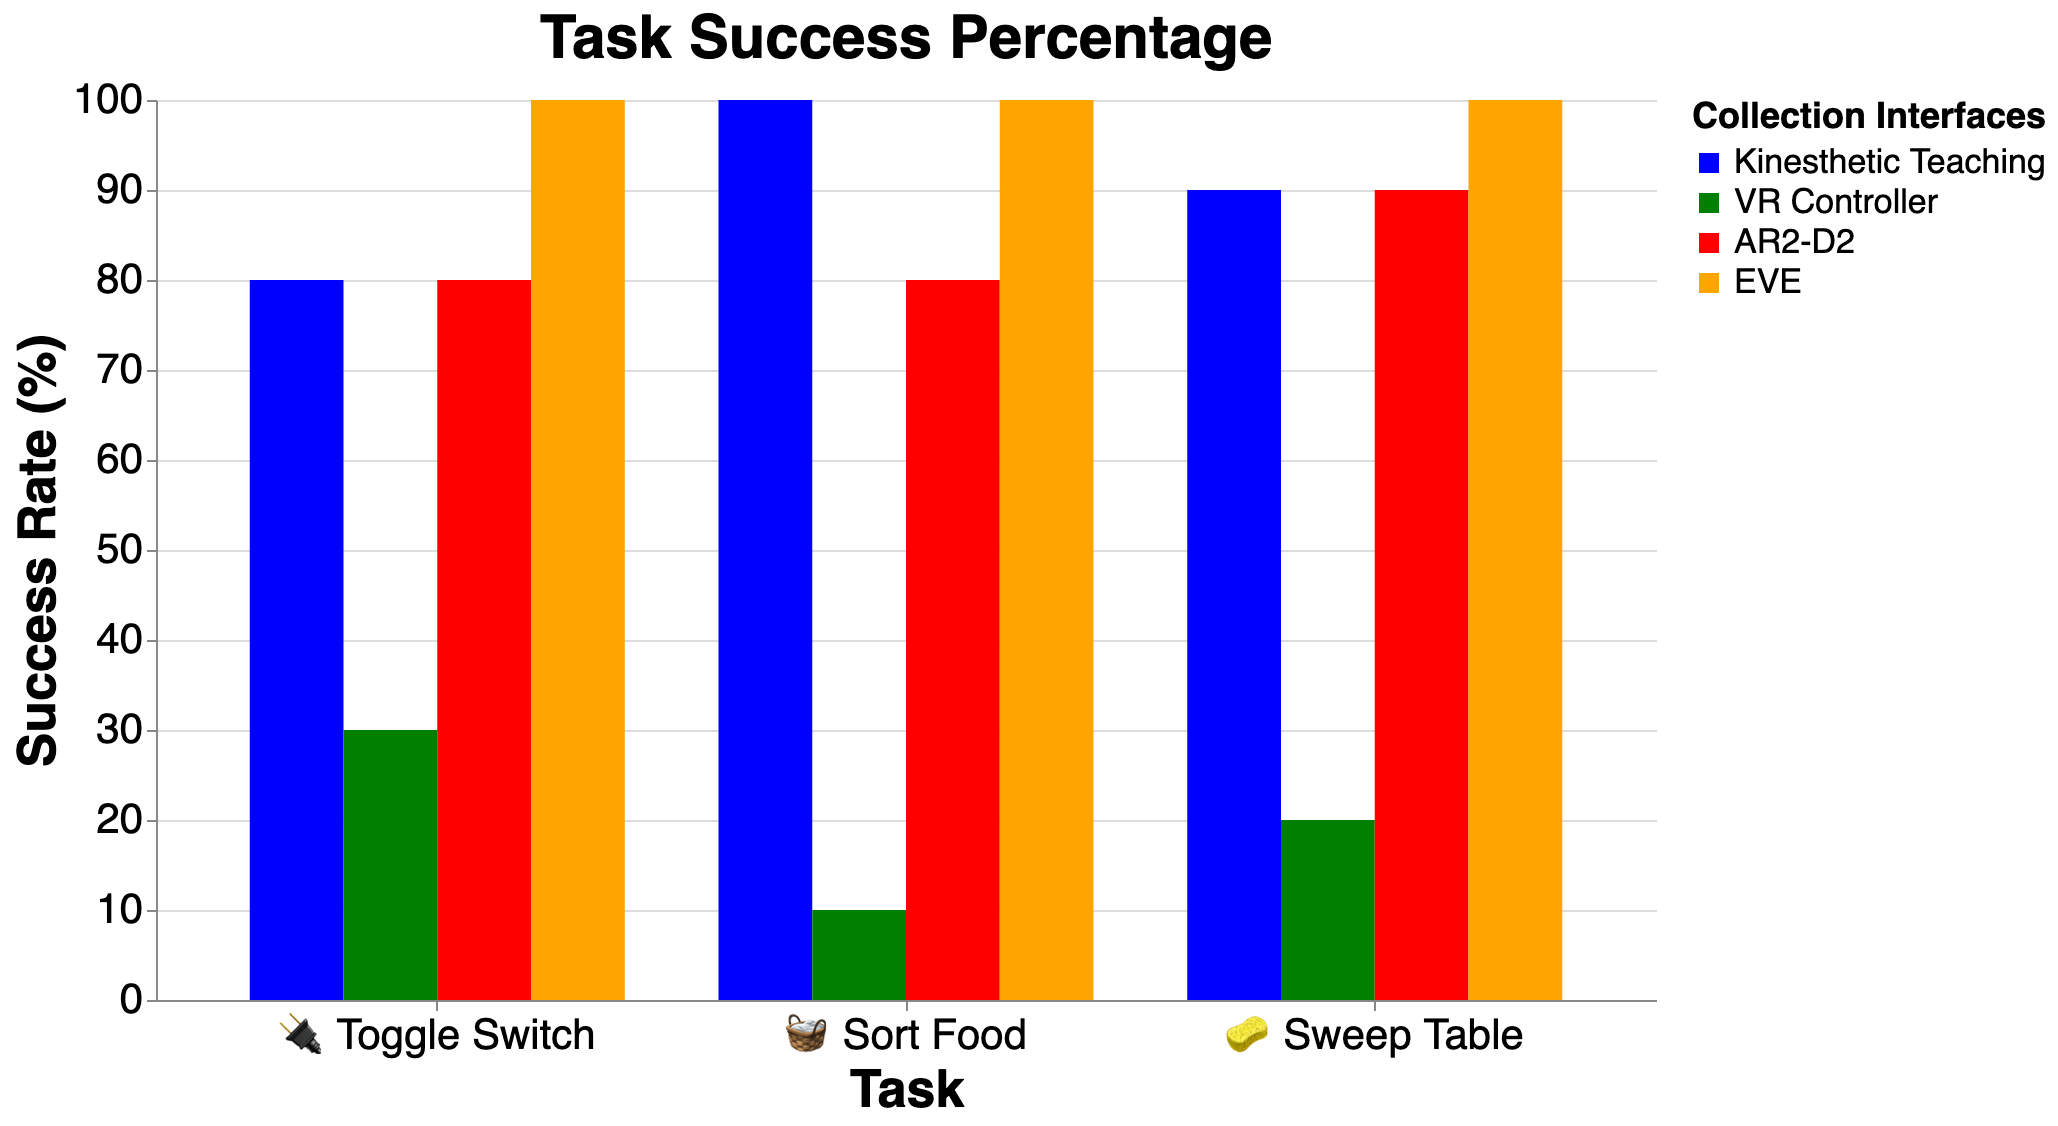 Task Success Percentage
Success Rate (%)
100
90
80
70
60
50
40
30
20
10
0
Toggle Switch
Sort Food
Sweep Table
Task
Collection Interfaces
Kinesthetic Teaching
VR Controller
AR2-D2
EVE